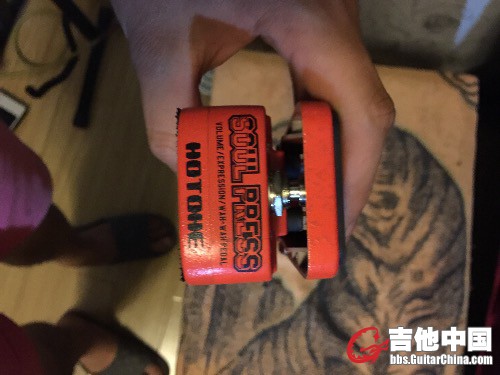 SOUL PRESS
VOLUME/EXPRESSION/WAH-WAH PEDAL
HOTONE
吉他中国
bbs.GuitarChina.com